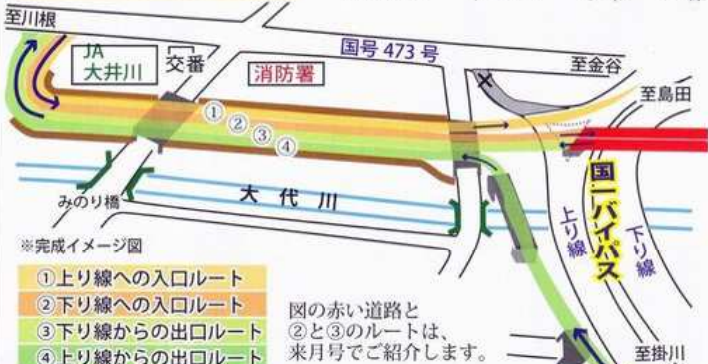 至川根
JA
大井川
交番
消防署
国号 473 号
至金谷
至島田
①
②
③
④
みのり橋
大代川
国一バイパス
上り線
下り線
※完成イメージ図
①上り線への入口ルート
②下り線への入口ルート
③下り線からの出口ルート
④上り線からの出口ルート
図の赤い道路と
②と③のルートは、
来月号でご紹介します。
至掛川